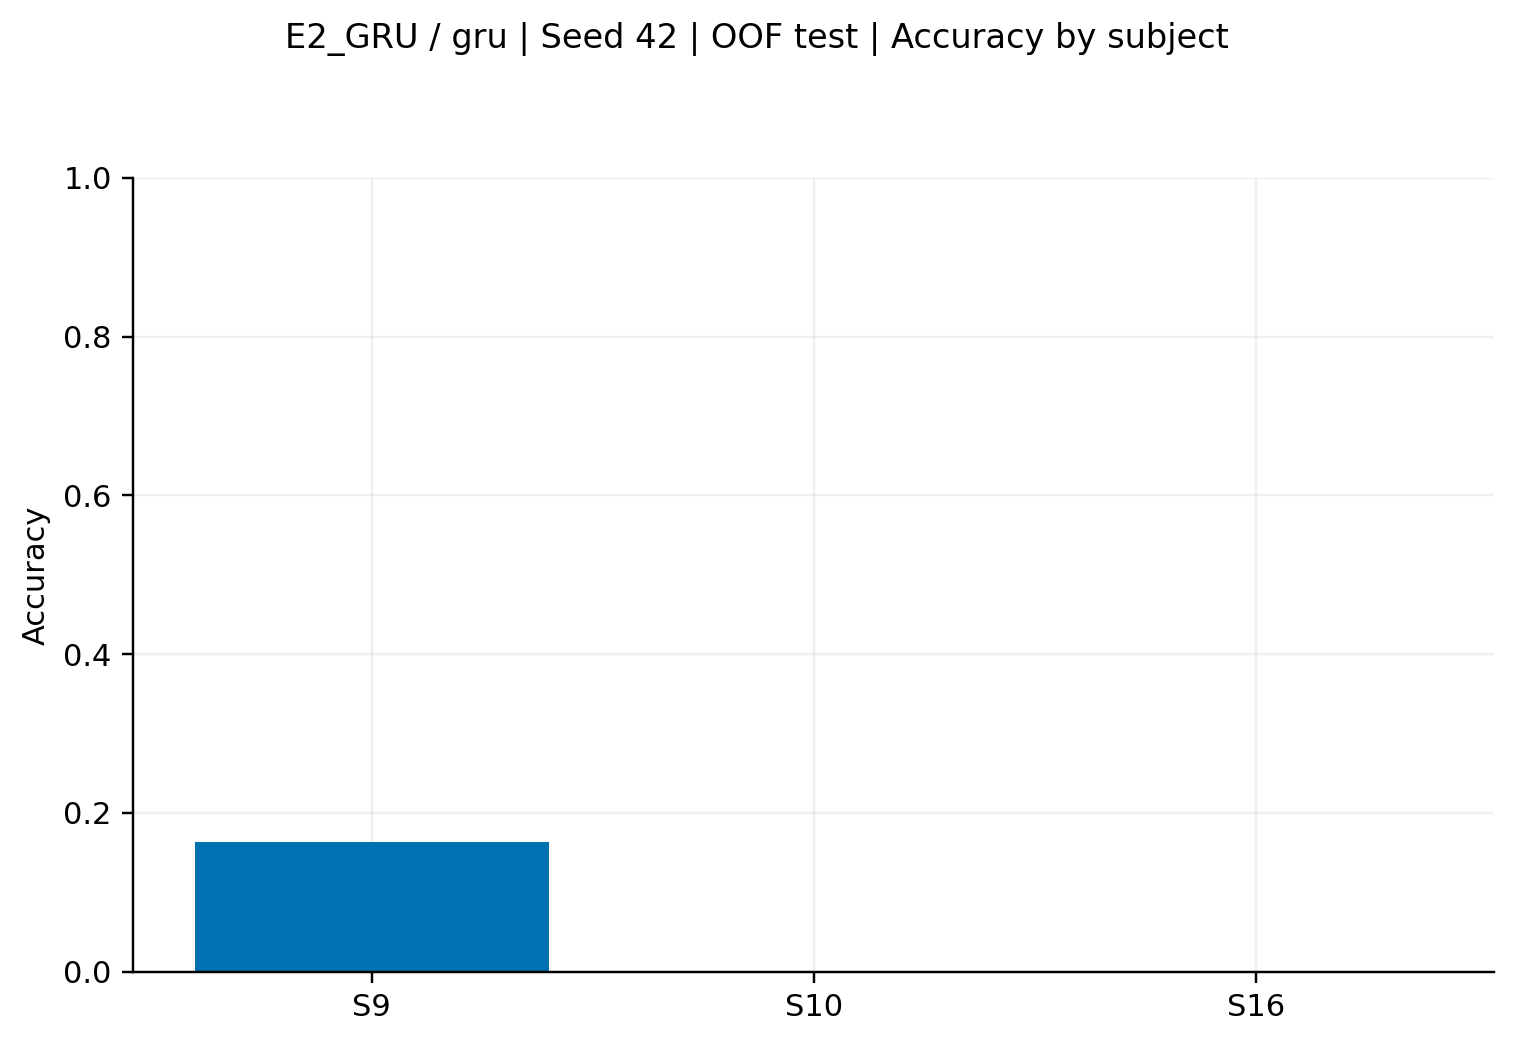 E2_GRU / gru | Seed 42 | OOF test | Accuracy by subject
1.0
0.8
0.6
0.4
0.2
0.0
Accuracy
S9 S10 S16